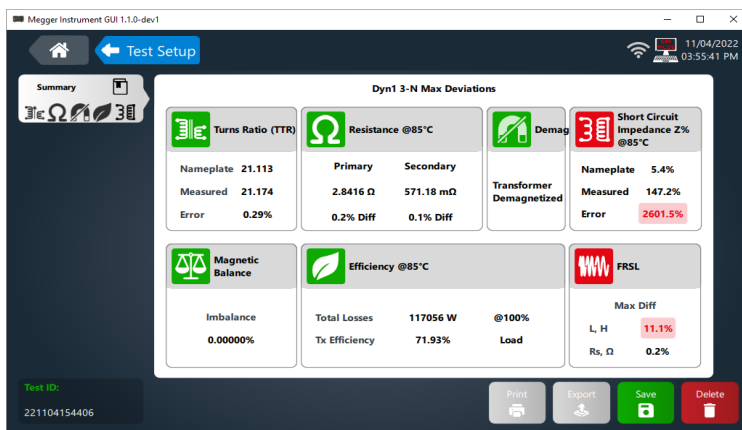 Megger Instrument GUI 1.1.0-dev1
Test Setup
11/04/2022
03:55:41 PM
Summary
Dyn1 3-N Max Deviations
Turns Ratio (TTR)
Nameplate 21.113
Measured 21.174
Error 0.29%
Resistance @85°C
Primary Secondary
2.8416 Ω 571.18 mΩ
0.2% Diff 0.1% Diff
Demag
Transformer
Demagnetized
Short Circuit
Impedance Z%
@85°C
Nameplate 5.4%
Measured 147.2%
Error 2601.5%
Magnetic
Balance
Imbalance
0.00000%
Efficiency @85°C
Total Losses 117056 W @100%
Tx Efficiency 71.93% Load
FRSL
Max Diff
L, H 11.1%
Rs, Ω 0.2%
Test ID:
221104154406
Print
Export
Save
Delete